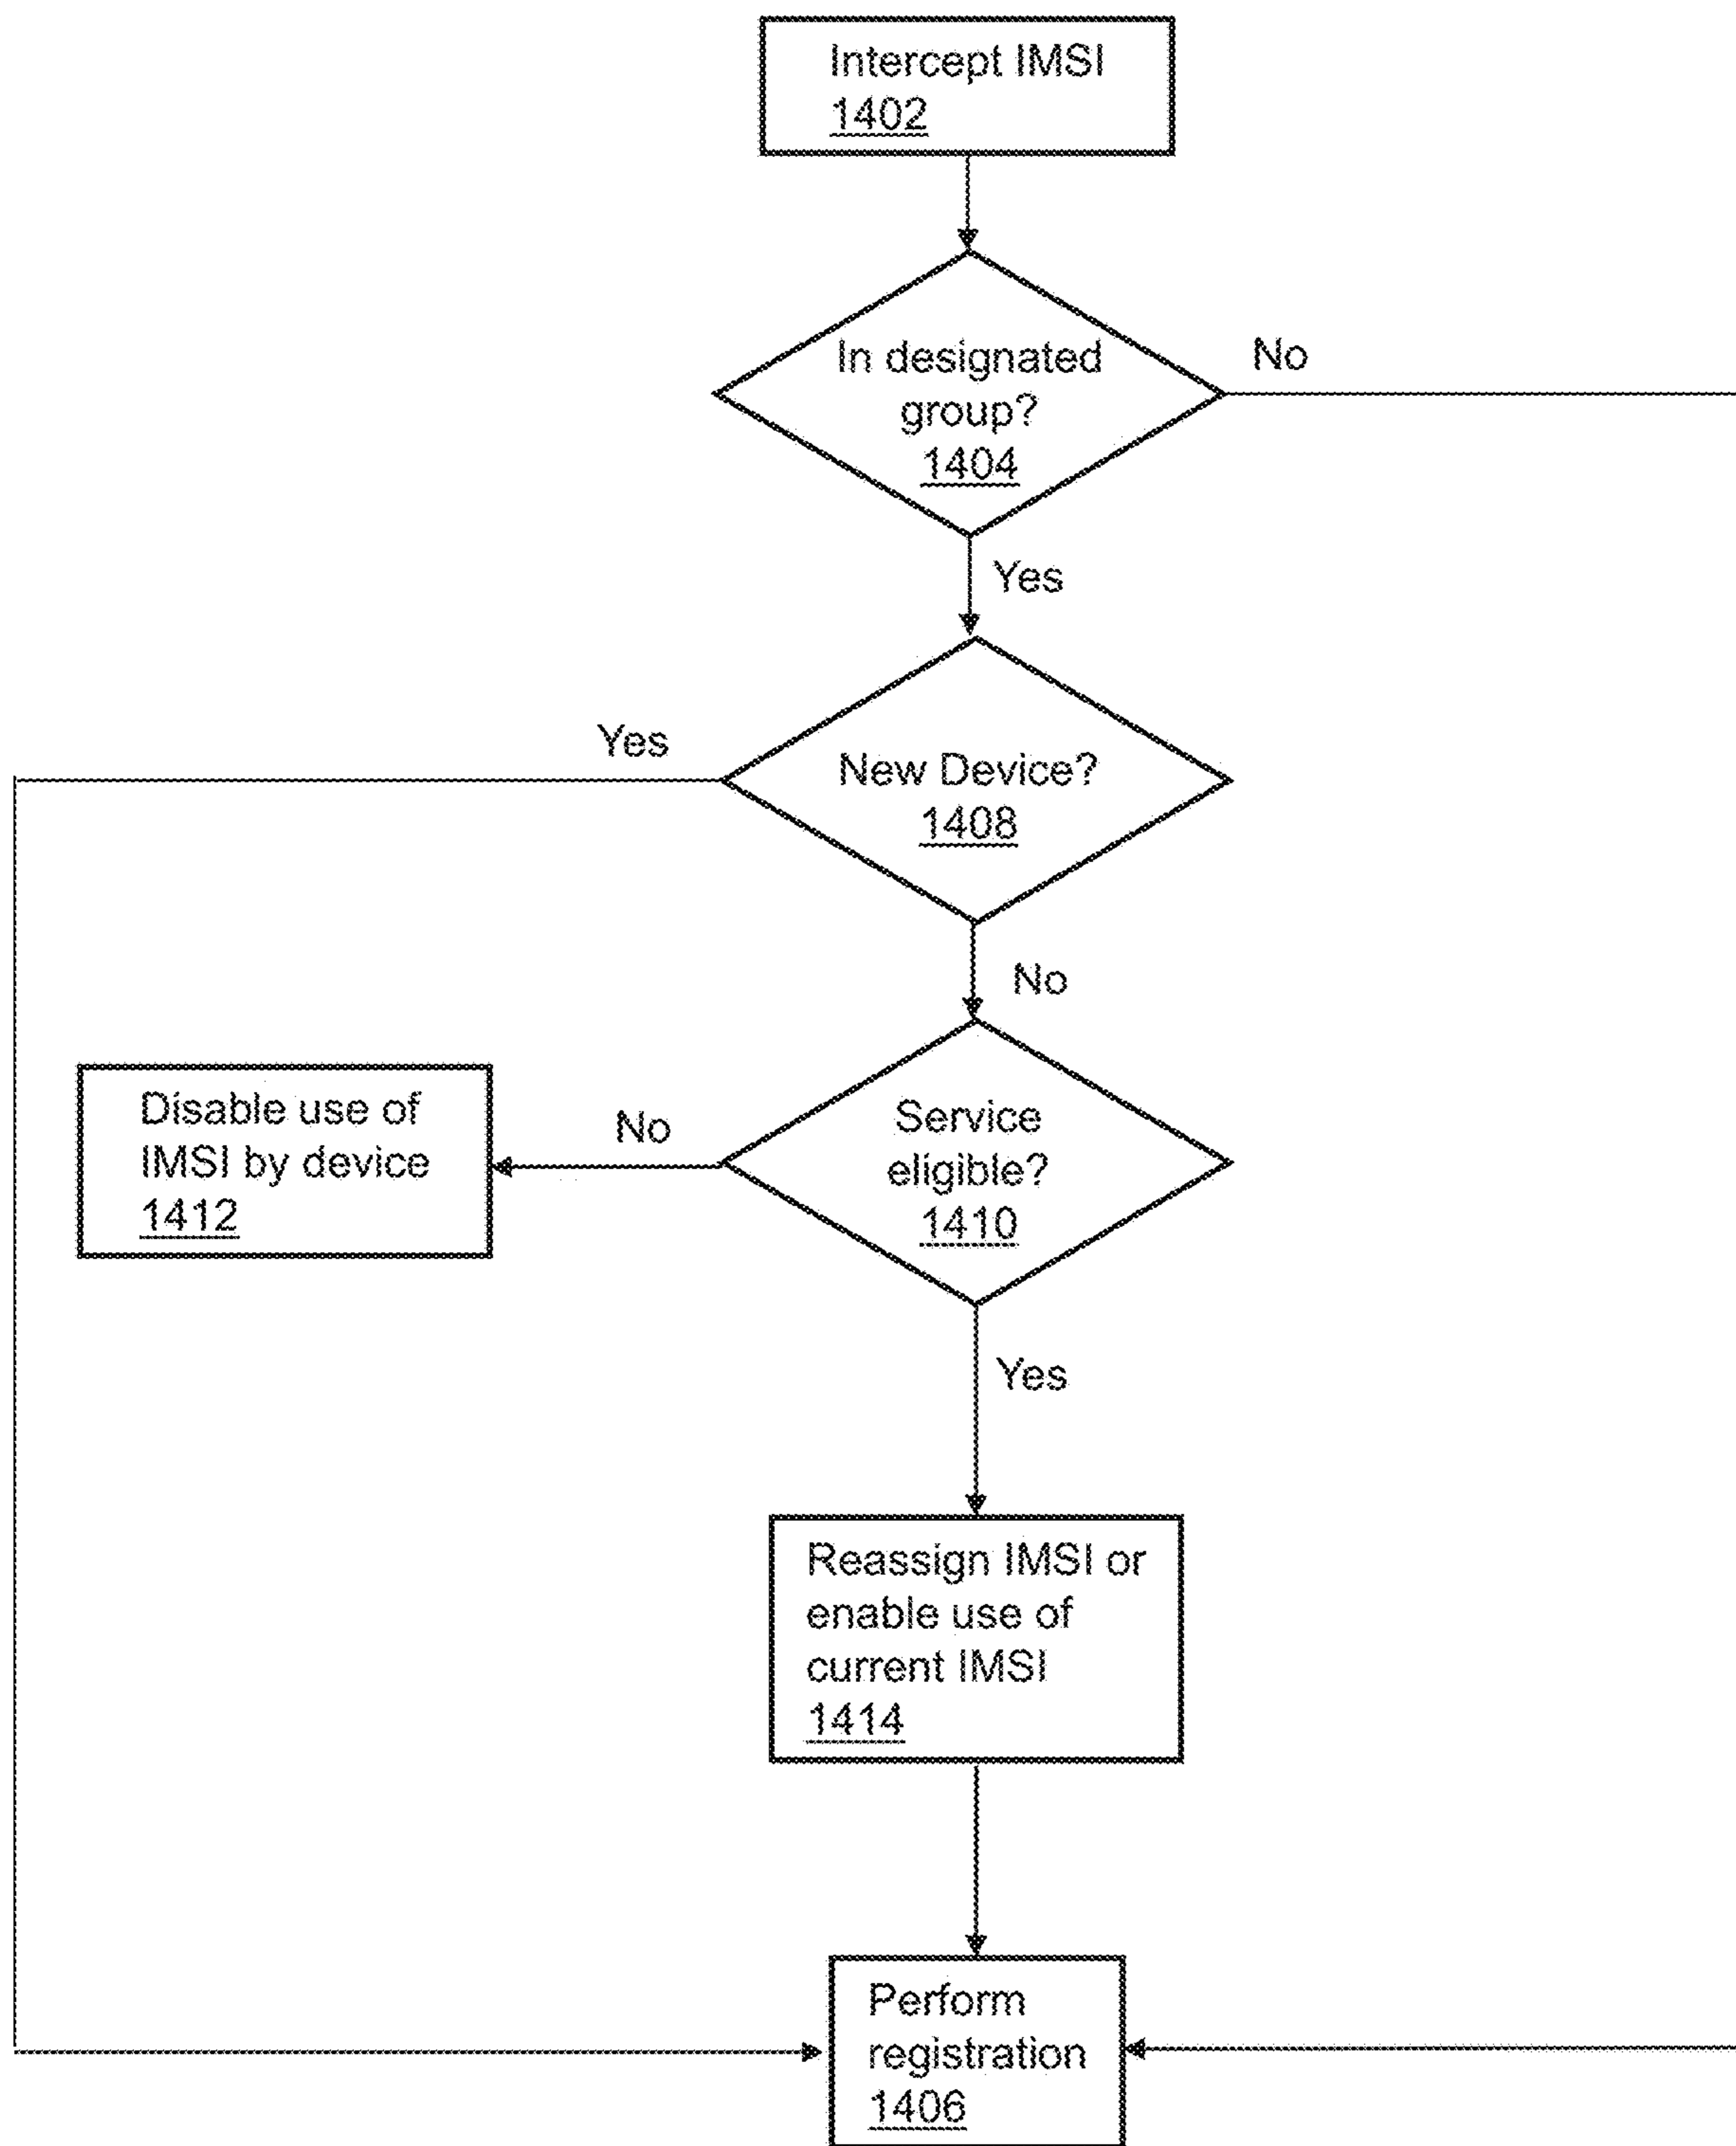 Intercept IMSI
1402
In designated
group?
1404
No
Yes
Yes
New Device?
1408
No
Disable use of
IMSI by device
1412
No
Service
eligible?
1410
Yes
Reassign IMSI or
enable use of
current IMSI
1414
Perform
registration
1406